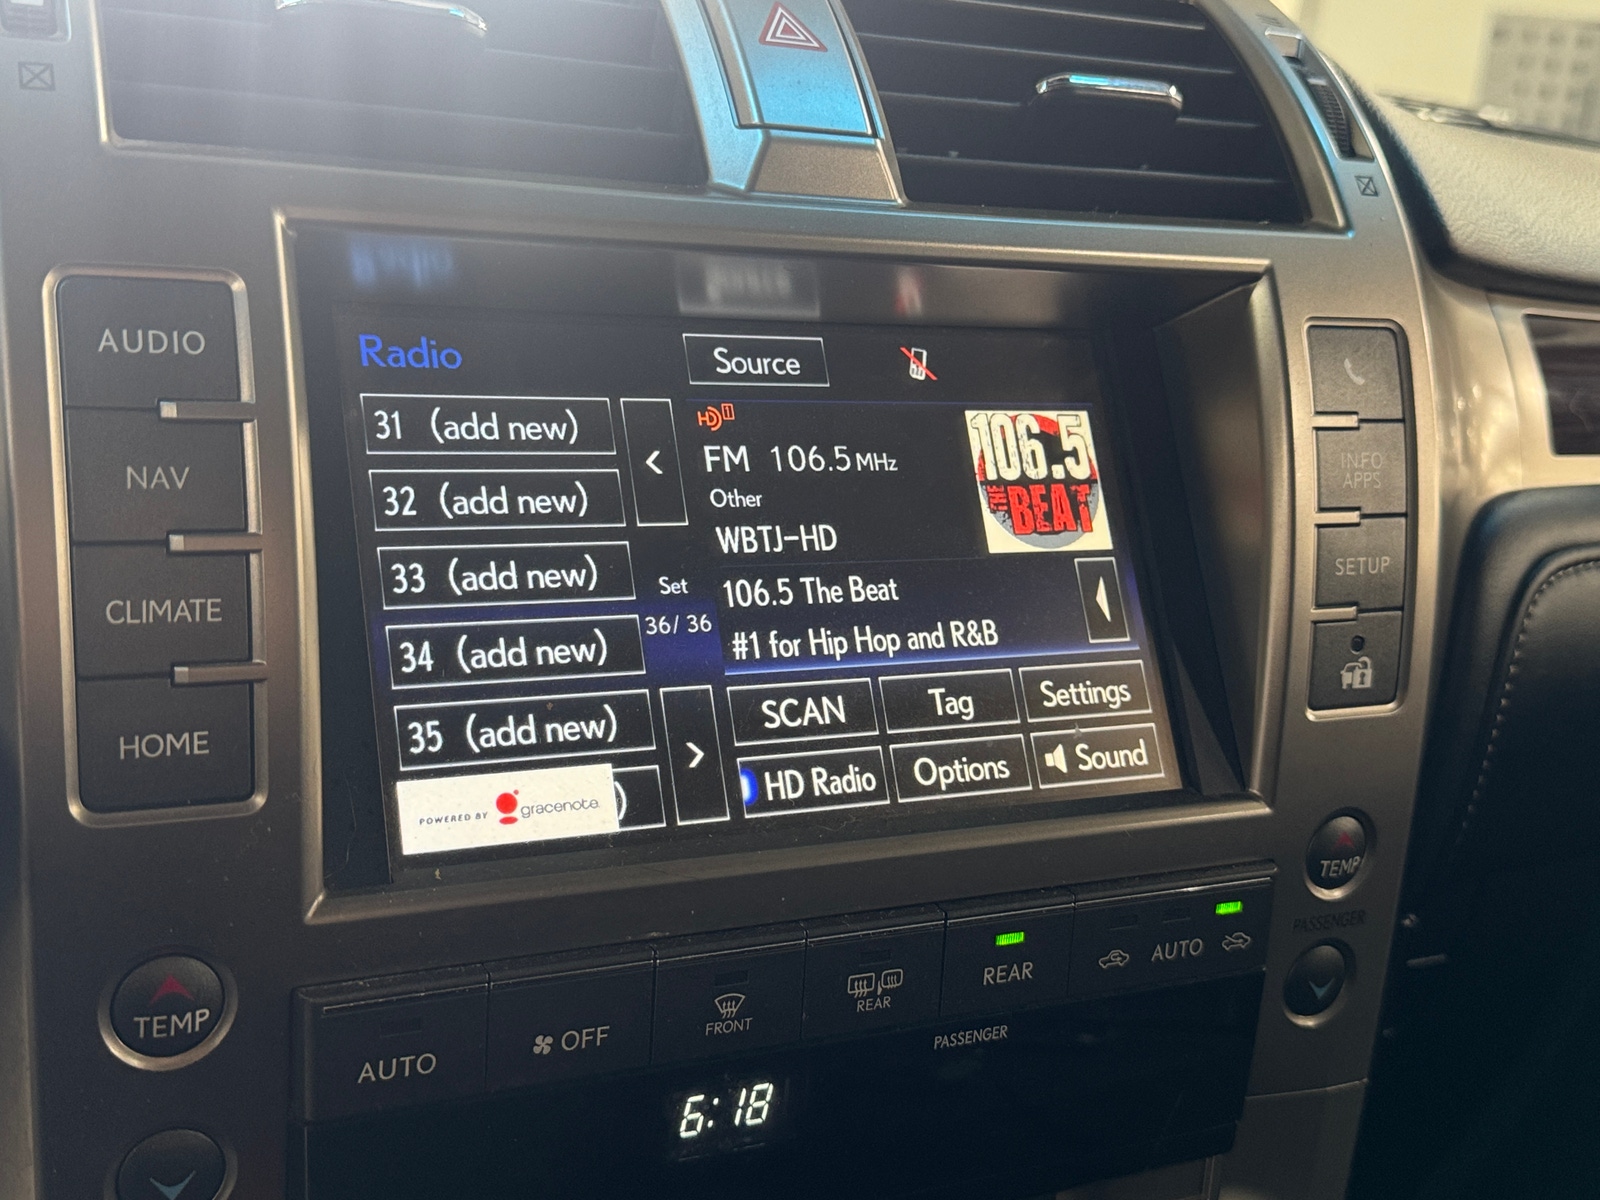 AUDIO
NAV
CLIMATE
HOME
Radio
Source
31 (add new)
32 (add new)
33 (add new)
34 (add new)
35 (add new)
)
POWERED BY gracenote.
<
Set
36/ 36
>
HD 1
FM 106.5 MHz
Other
WBTJ-HD
106.5
THE
BEAT
106.5 The Beat
#1 for Hip Hop and R&B
SCAN
Tag
Settings
HD Radio
Options
Sound
INFO
APPS
SETUP
TEMP
PASSENGER
TEMP
AUTO
OFF
FRONT
REAR
REAR
AUTO
PASSENGER
6:18